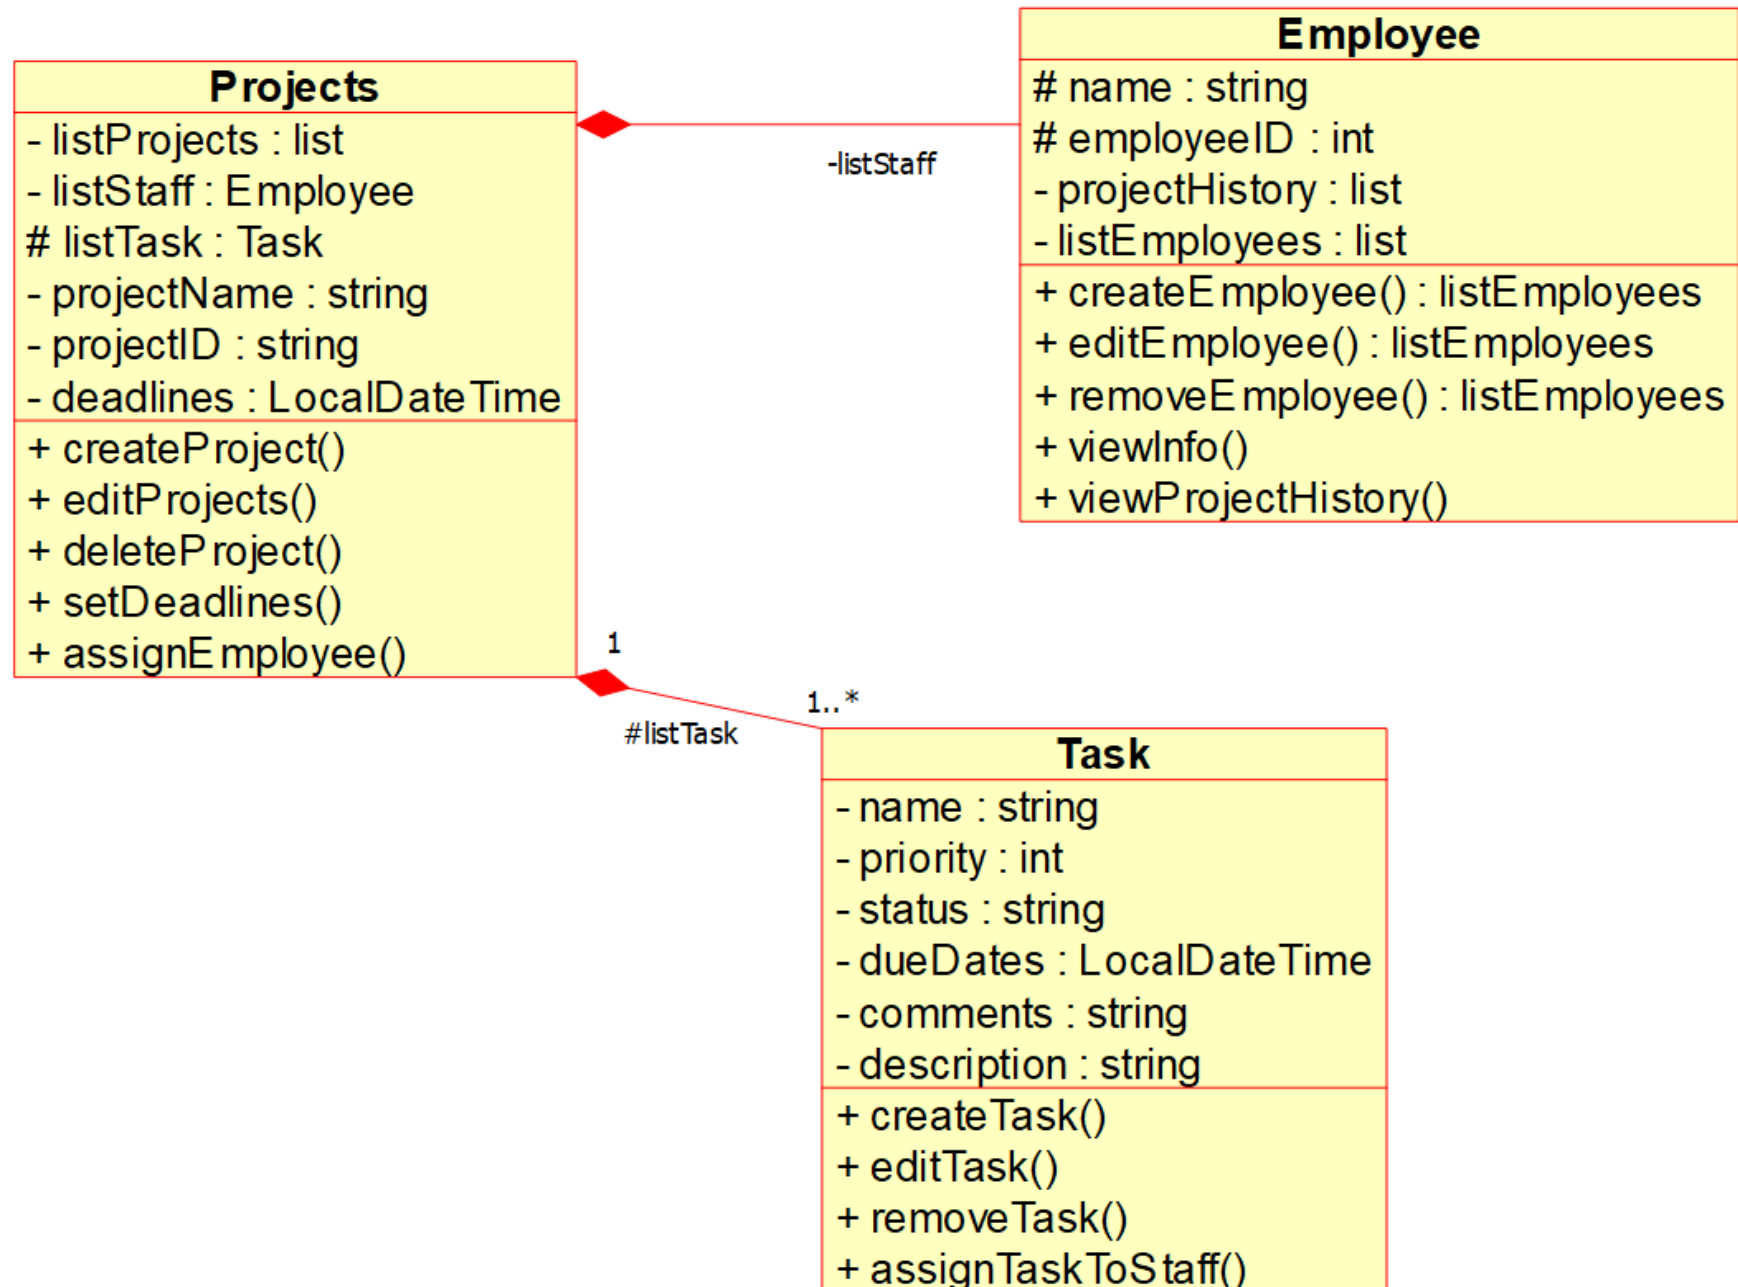 Projects
- listProjects : list
- listStaff : Employee
# listTask : Task
- projectName : string
- projectID : string
- deadlines : LocalDateTime
+ createProject()
+ editProjects()
+ deleteProject()
+ setDeadlines()
+ assignEmployee()
-listStaff
Employee
# name : string
# employeeID : int
- projectHistory : list
- listEmployees : list
+ createEmployee() : listEmployees
+ editEmployee() : listEmployees
+ removeEmployee() : listEmployees
+ viewInfo()
+ viewProjectHistory()
1
1..*
#listTask
Task
- name : string
- priority : int
- status : string
- dueDates : LocalDateTime
- comments : string
- description : string
+ createTask()
+ editTask()
+ removeTask()
+ assignTaskToStaff()